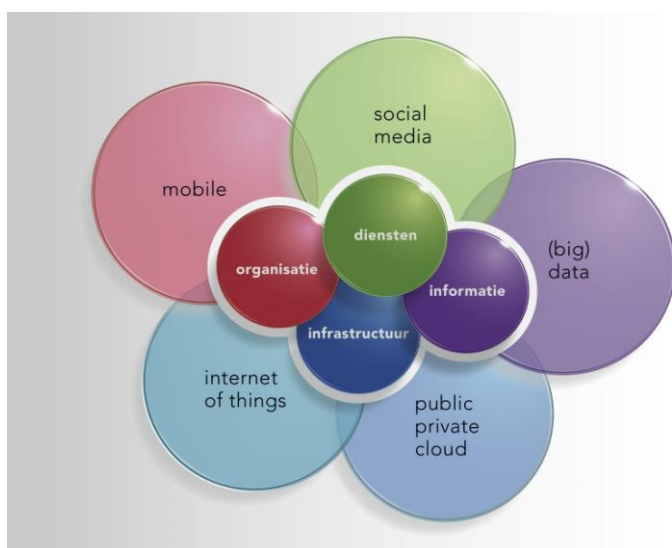 social
media
mobile
diensten
(big)
data
organisatie
informatie
infrastructuur
internet
of things
public
private
cloud